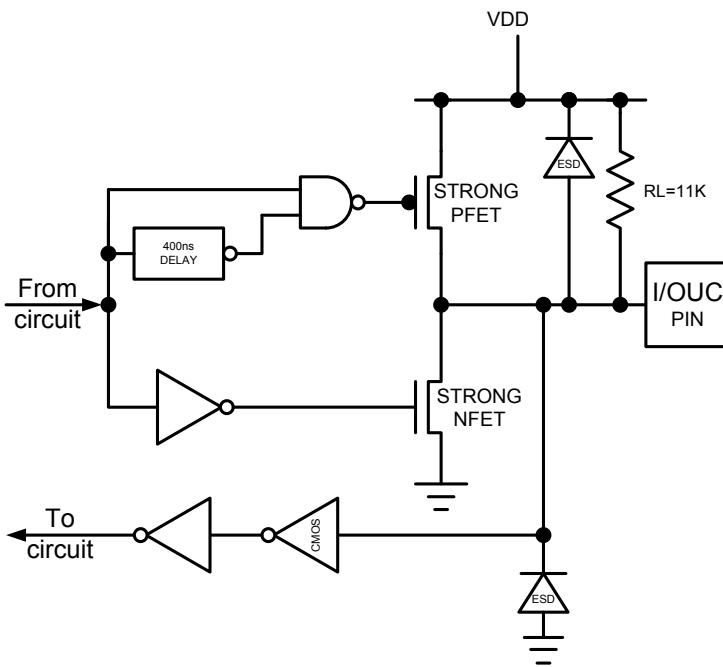 VDD
ESD
STRONG
PFET
RL=11K
400ns
DELAY
From
circuit
I/OUC
PIN
STRONG
NFET
To
circuit
CMOS
ESD